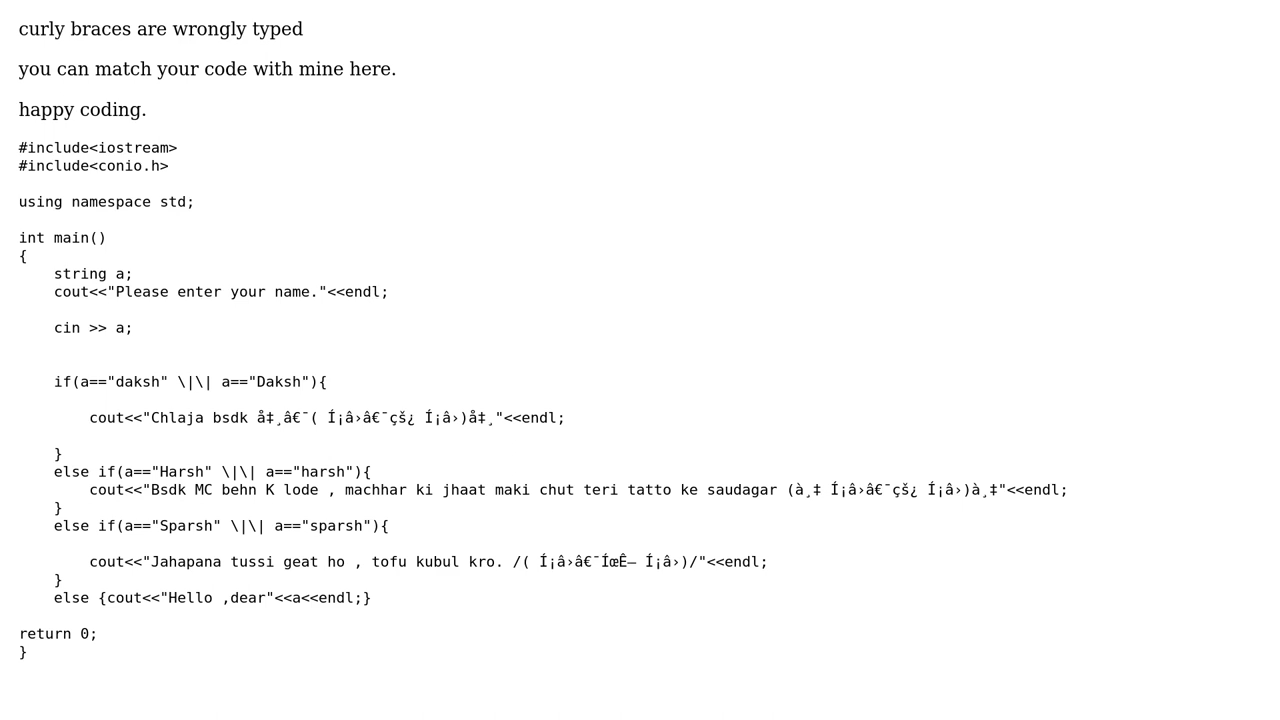 curly braces are wrongly typed
you can match your code with mine here.
happy coding.
#include<iostream>
#include<conio.h>
using namespace std;
int main()
{
    string a;
    cout<<"Please enter your name."<<endl;
    cin >> a;
    if(a=="daksh" \|\| a=="Daksh"){
        cout<<"Chlaja bsdk å‡¸â€¯( Í¡â›â€¯çš¿ Í¡â›)å‡¸"<<endl;
    }
    else if(a=="Harsh" \|\| a=="harsh"){
        cout<<"Bsdk MC behn K lode , machhar ki jhaat maki chut teri tatto ke saudagar (à¸‡ Í¡â›â€¯çš¿ Í¡â›)à¸‡"<<endl;
    }
    else if(a=="Sparsh" \|\| a=="sparsh"){
        cout<<"Jahapana tussi geat ho , tofu kubul kro. /( Í¡â›â€¯ÍœÊ– Í¡â›)/"<<endl;
    }
    else {cout<<"Hello ,dear"<<a<<endl;}
return 0;
}